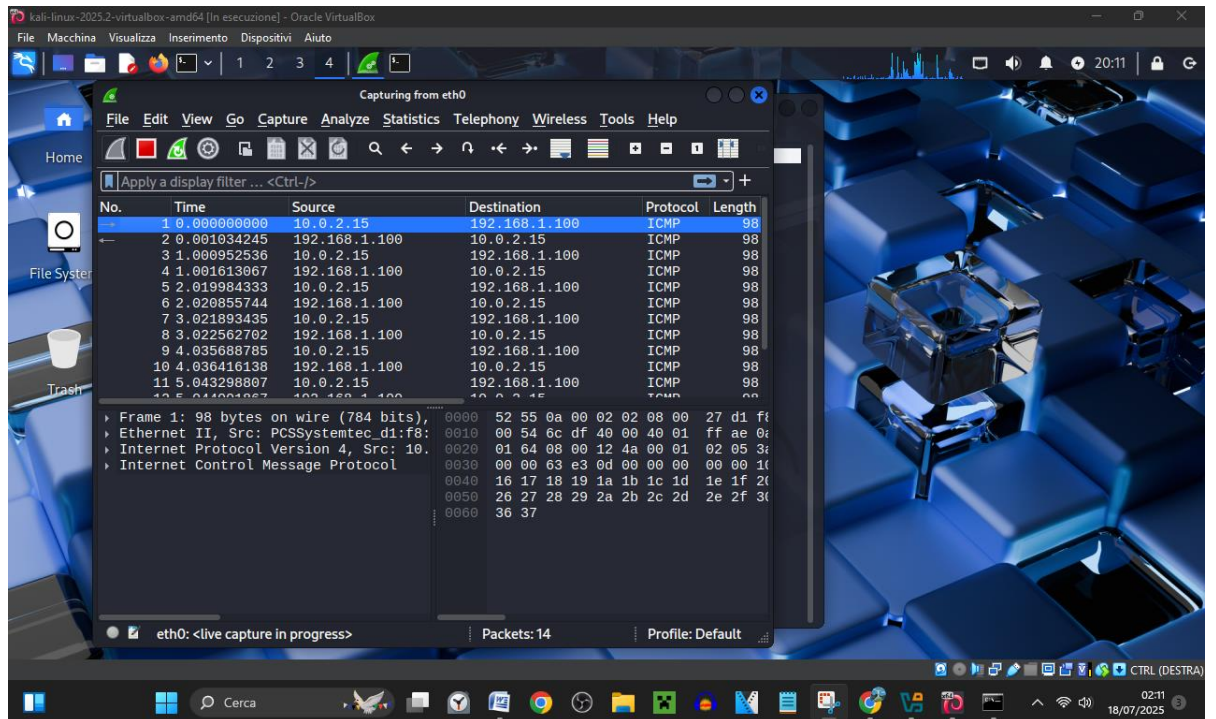 kali-linux-2025.2-virtualbox-amd64 [In esecuzione] - Oracle VirtualBox
File Macchina Visualizza Inserimento Dispositivi Aiuto
1 2 3 4 20:11
Capturing from eth0
File Edit View Go Capture Analyze Statistics Telephony Wireless Tools Help
Apply a display filter ... <Ctrl-/>
No. Time Source Destination Protocol Length
1 0.000000000 10.0.2.15 192.168.1.100 ICMP 98
2 0.001034245 192.168.1.100 10.0.2.15 ICMP 98
3 1.000952536 10.0.2.15 192.168.1.100 ICMP 98
4 1.001613067 192.168.1.100 10.0.2.15 ICMP 98
5 2.019984333 10.0.2.15 192.168.1.100 ICMP 98
6 2.020855744 192.168.1.100 10.0.2.15 ICMP 98
7 3.021893435 10.0.2.15 192.168.1.100 ICMP 98
8 3.022562702 192.168.1.100 10.0.2.15 ICMP 98
9 4.035688785 10.0.2.15 192.168.1.100 ICMP 98
10 4.036416138 192.168.1.100 10.0.2.15 ICMP 98
11 5.043298807 10.0.2.15 192.168.1.100 ICMP 98
Frame 1: 98 bytes on wire (784 bits),
Ethernet II, Src: PCSSystemtec_d1:f8:
Internet Protocol Version 4, Src: 10.
Internet Control Message Protocol
0000 52 55 0a 00 02 02 08 00 27 d1 f8
0010 00 54 6c df 40 00 40 01 ff ae 0a
0020 01 64 08 00 12 4a 00 01 02 05 3a
0030 00 00 63 e3 0d 00 00 00 00 00 10
0040 16 17 18 19 1a 1b 1c 1d 1e 1f 20
0050 26 27 28 29 2a 2b 2c 2d 2e 2f 30
0060 36 37
eth0: <live capture in progress> Packets: 14 Profile: Default
Home
File System
Trash
CTRL (DESTRA)
Cerca
02:11
18/07/2025